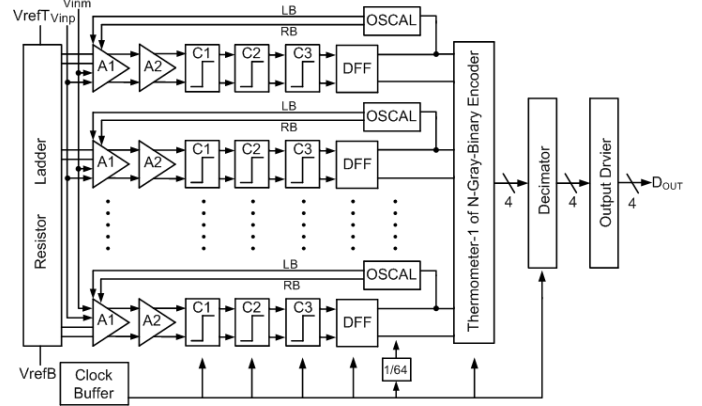 Vinm
LB
VrefT
Vinp
OSCAL
RB
A1
A2
C1
C2
C3
DFF
LB
OSCAL
RB
A1
A2
C1
C2
C3
DFF
Resistor Ladder
Thermometer-1 of N-Gray-Binary Encoder
4
Decimator
4
Output Drvier
4
DOUT
LB
OSCAL
RB
A1
A2
C1
C2
C3
DFF
VrefB
Clock
Buffer
1/64